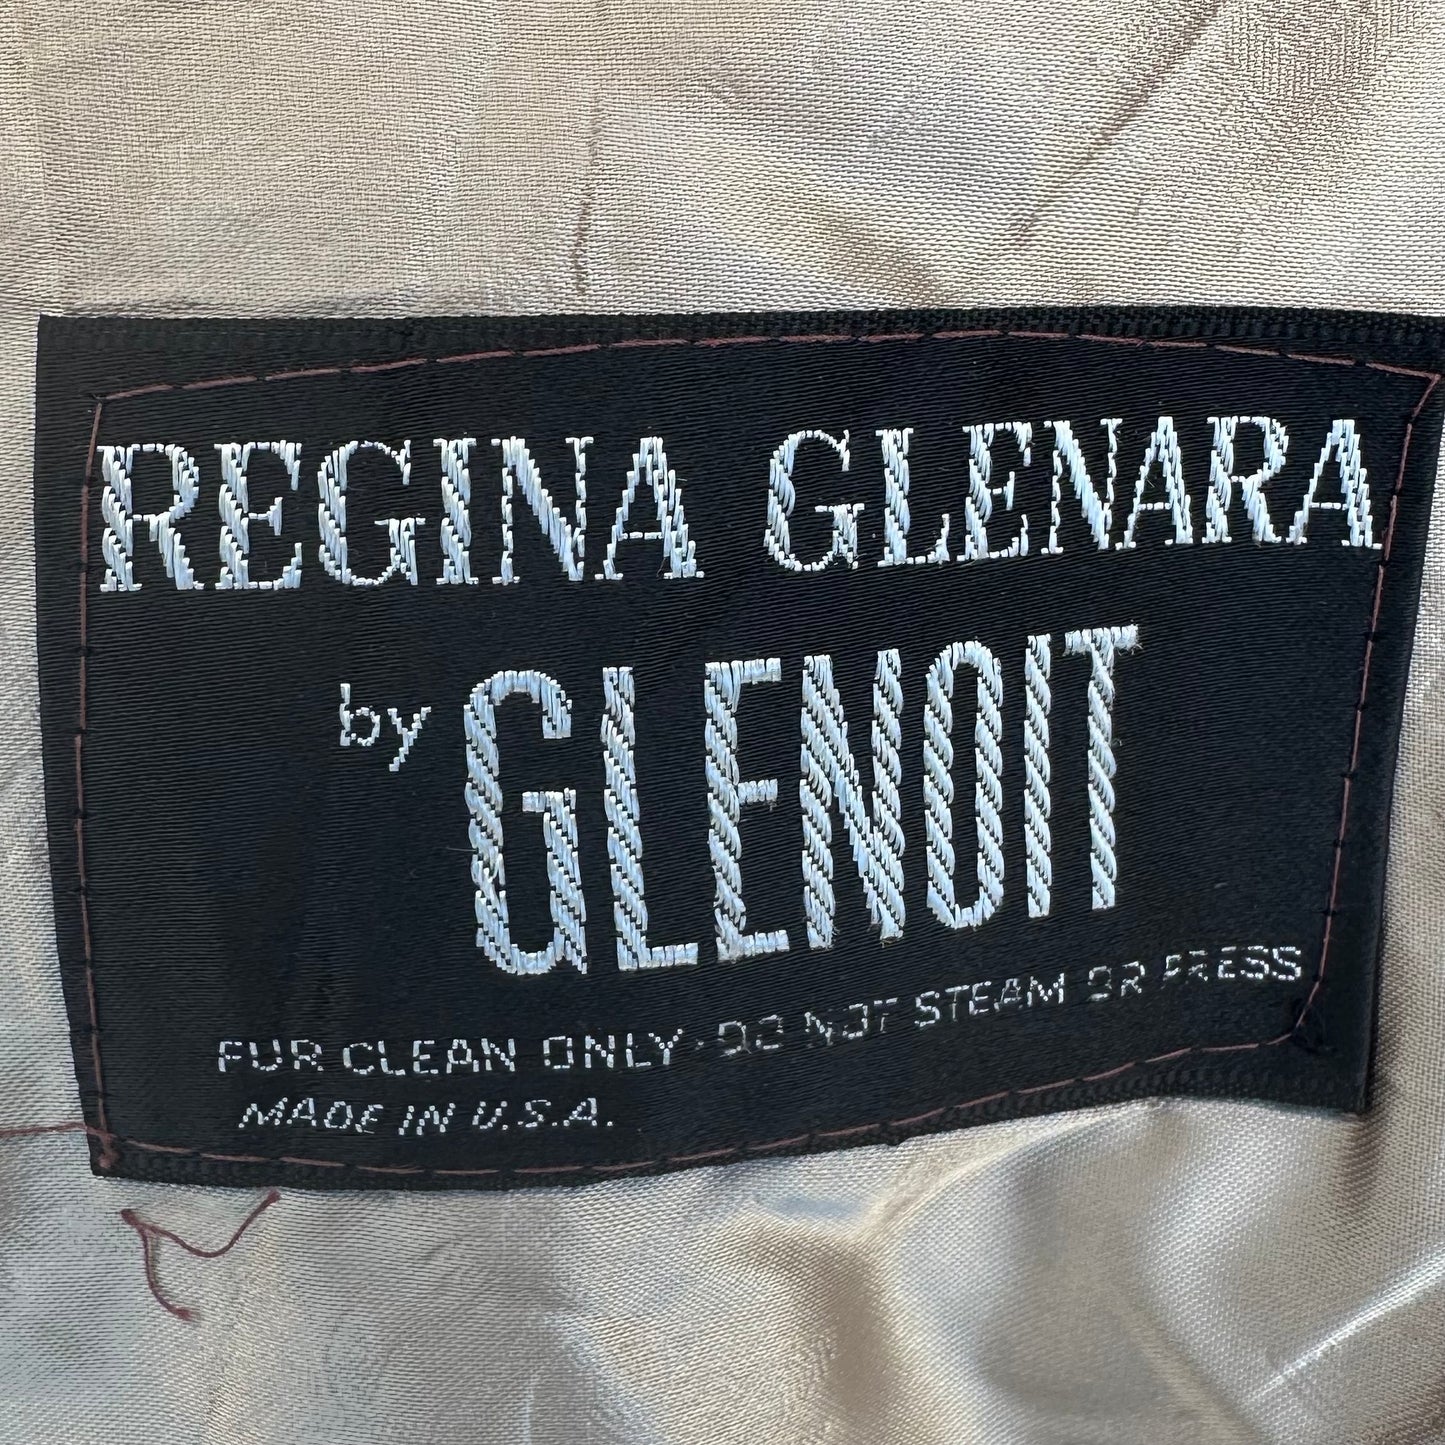 REGINA GLENARA
by GLENOIT
FUR CLEAN ONLY · DO NOT STEAM OR PRESS
MADE IN U.S.A.